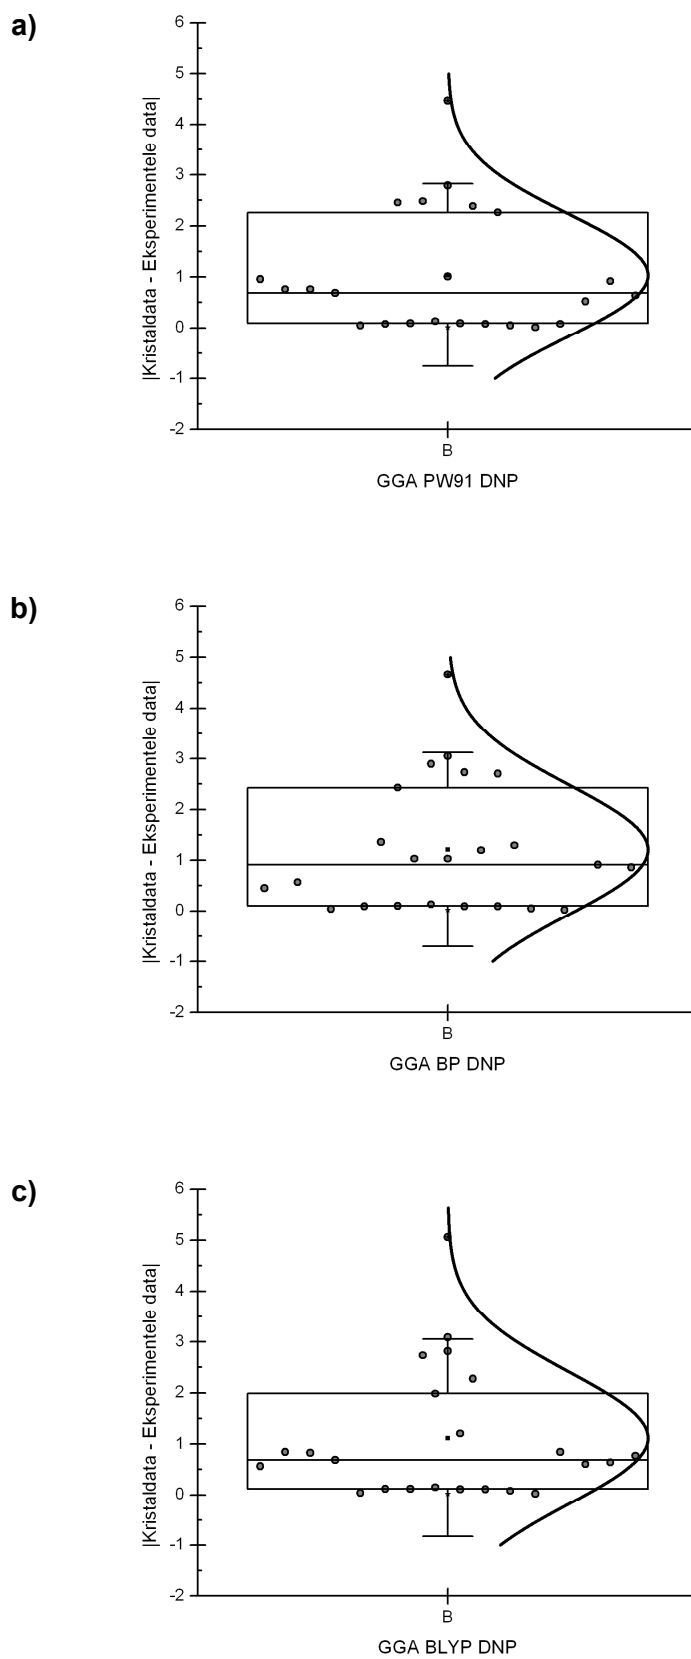 a)
6
5
4
3
2
1
0
-1
-2
|Kristaldata - Eksperimentele data|
B
GGA PW91 DNP
b)
6
5
4
3
2
1
0
-1
-2
|Kristaldata - Eksperimentele data|
B
GGA BP DNP
c)
6
5
4
3
2
1
0
-1
-2
|Kristaldata - Eksperimentele data|
B
GGA BLYP DNP